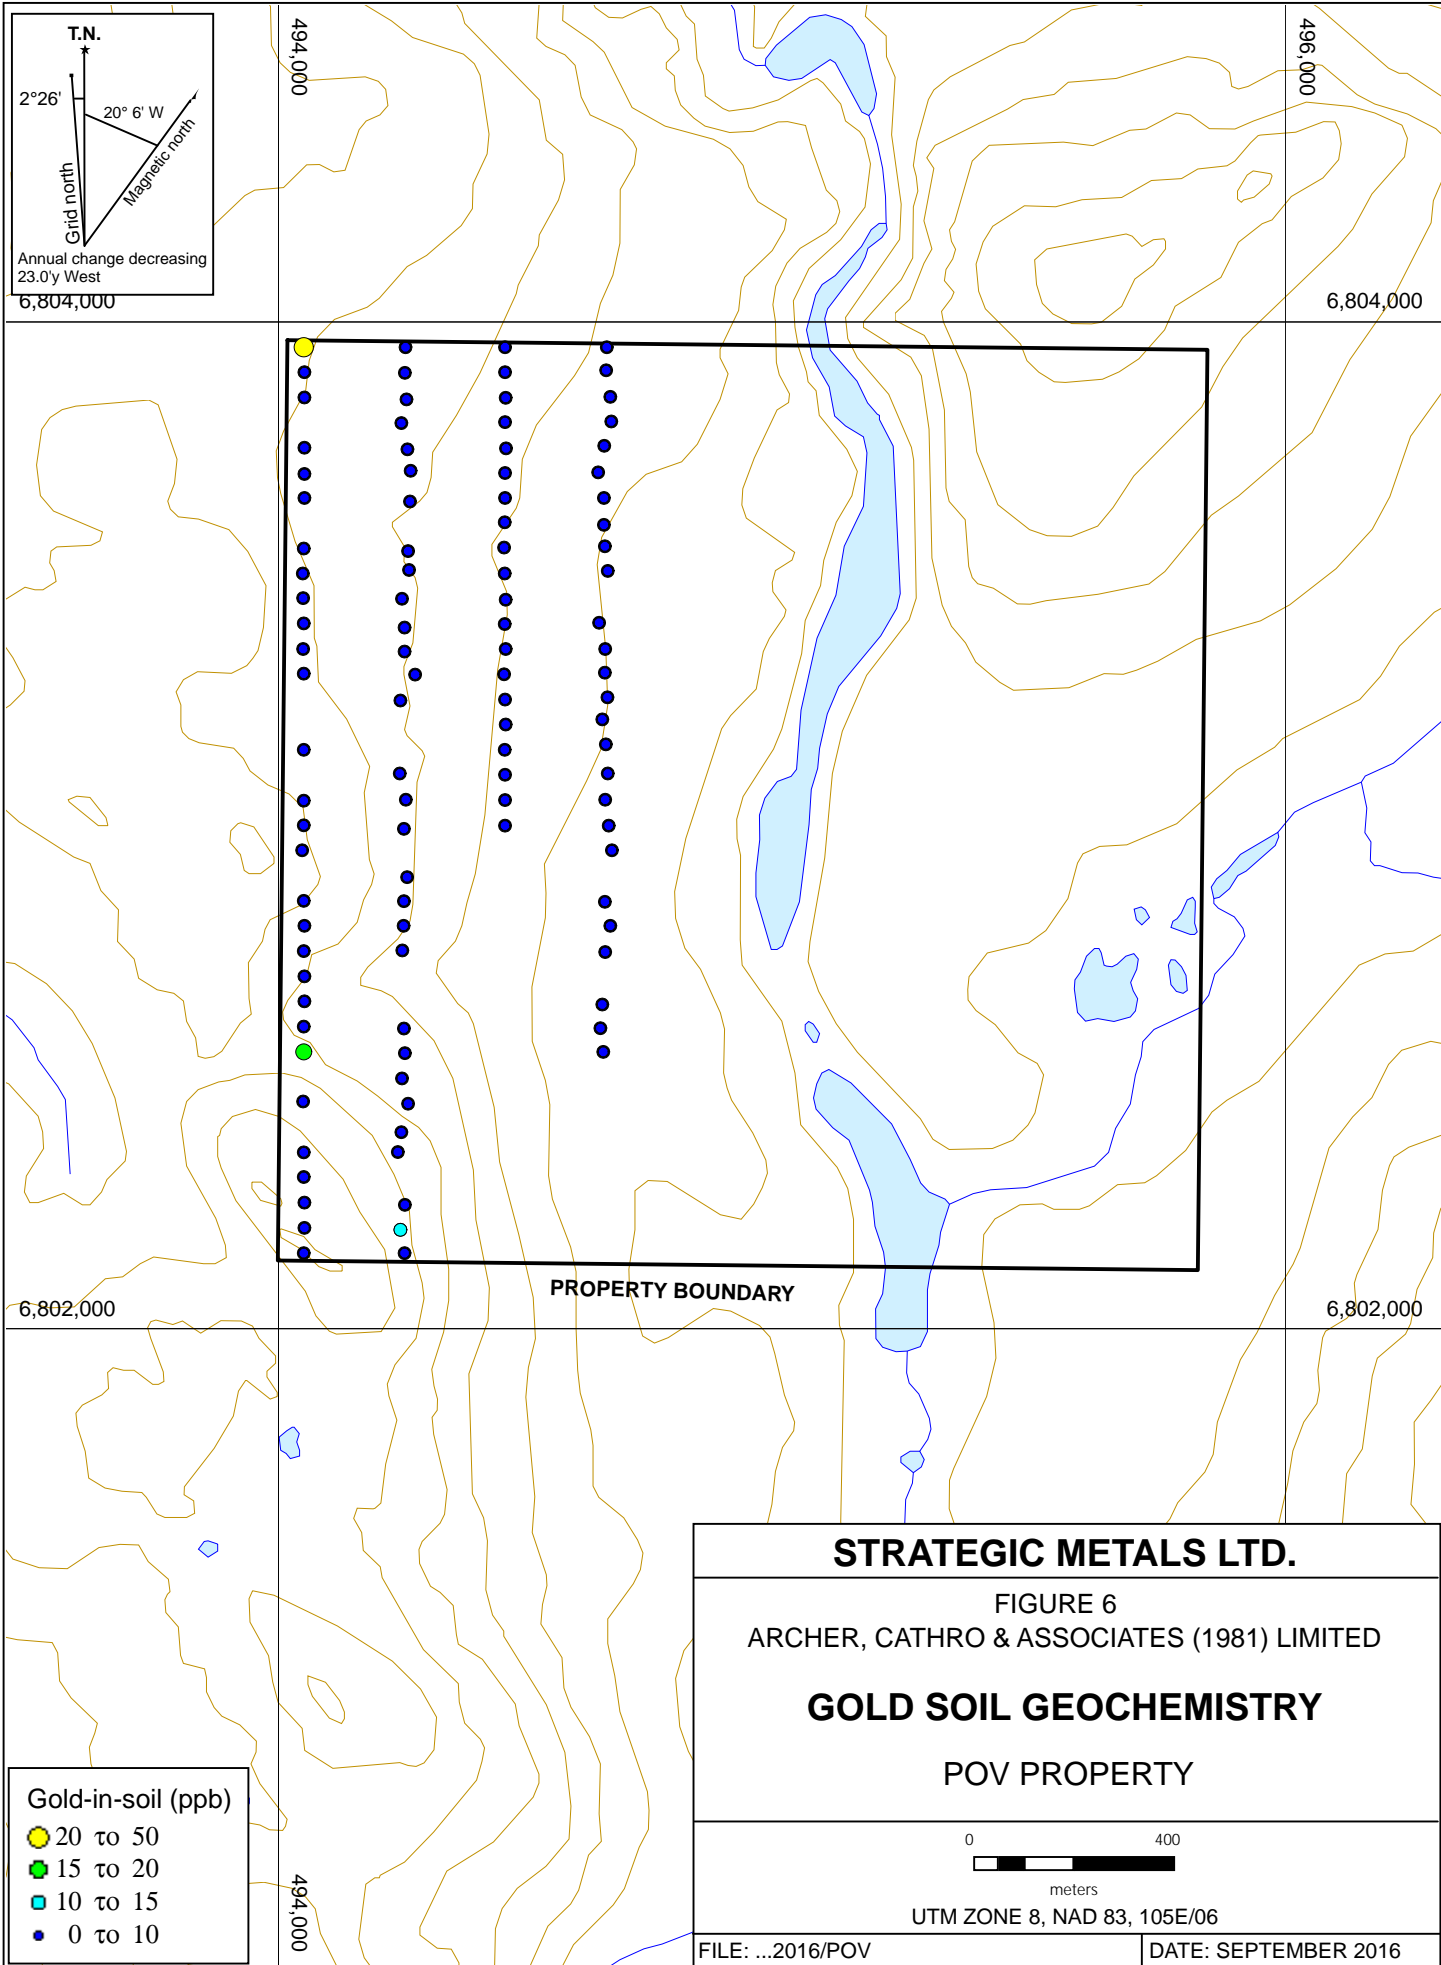 T.N.
2°26'
20° 6' W
Grid north
Magnetic north
Annual change decreasing
23.0'y West
494,000
496,000
6,804,000
6,804,000
PROPERTY BOUNDARY
6,802,000
6,802,000
494,000
Gold-in-soil (ppb)
20 το 50
15 το 20
10 το 15
0 το 10
STRATEGIC METALS LTD.
FIGURE 6
ARCHER, CATHRO & ASSOCIATES (1981) LIMITED
GOLD SOIL GEOCHEMISTRY
POV PROPERTY
0 400
meters
UTM ZONE 8, NAD 83, 105E/06
FILE: ...2016/POV
DATE: SEPTEMBER 2016